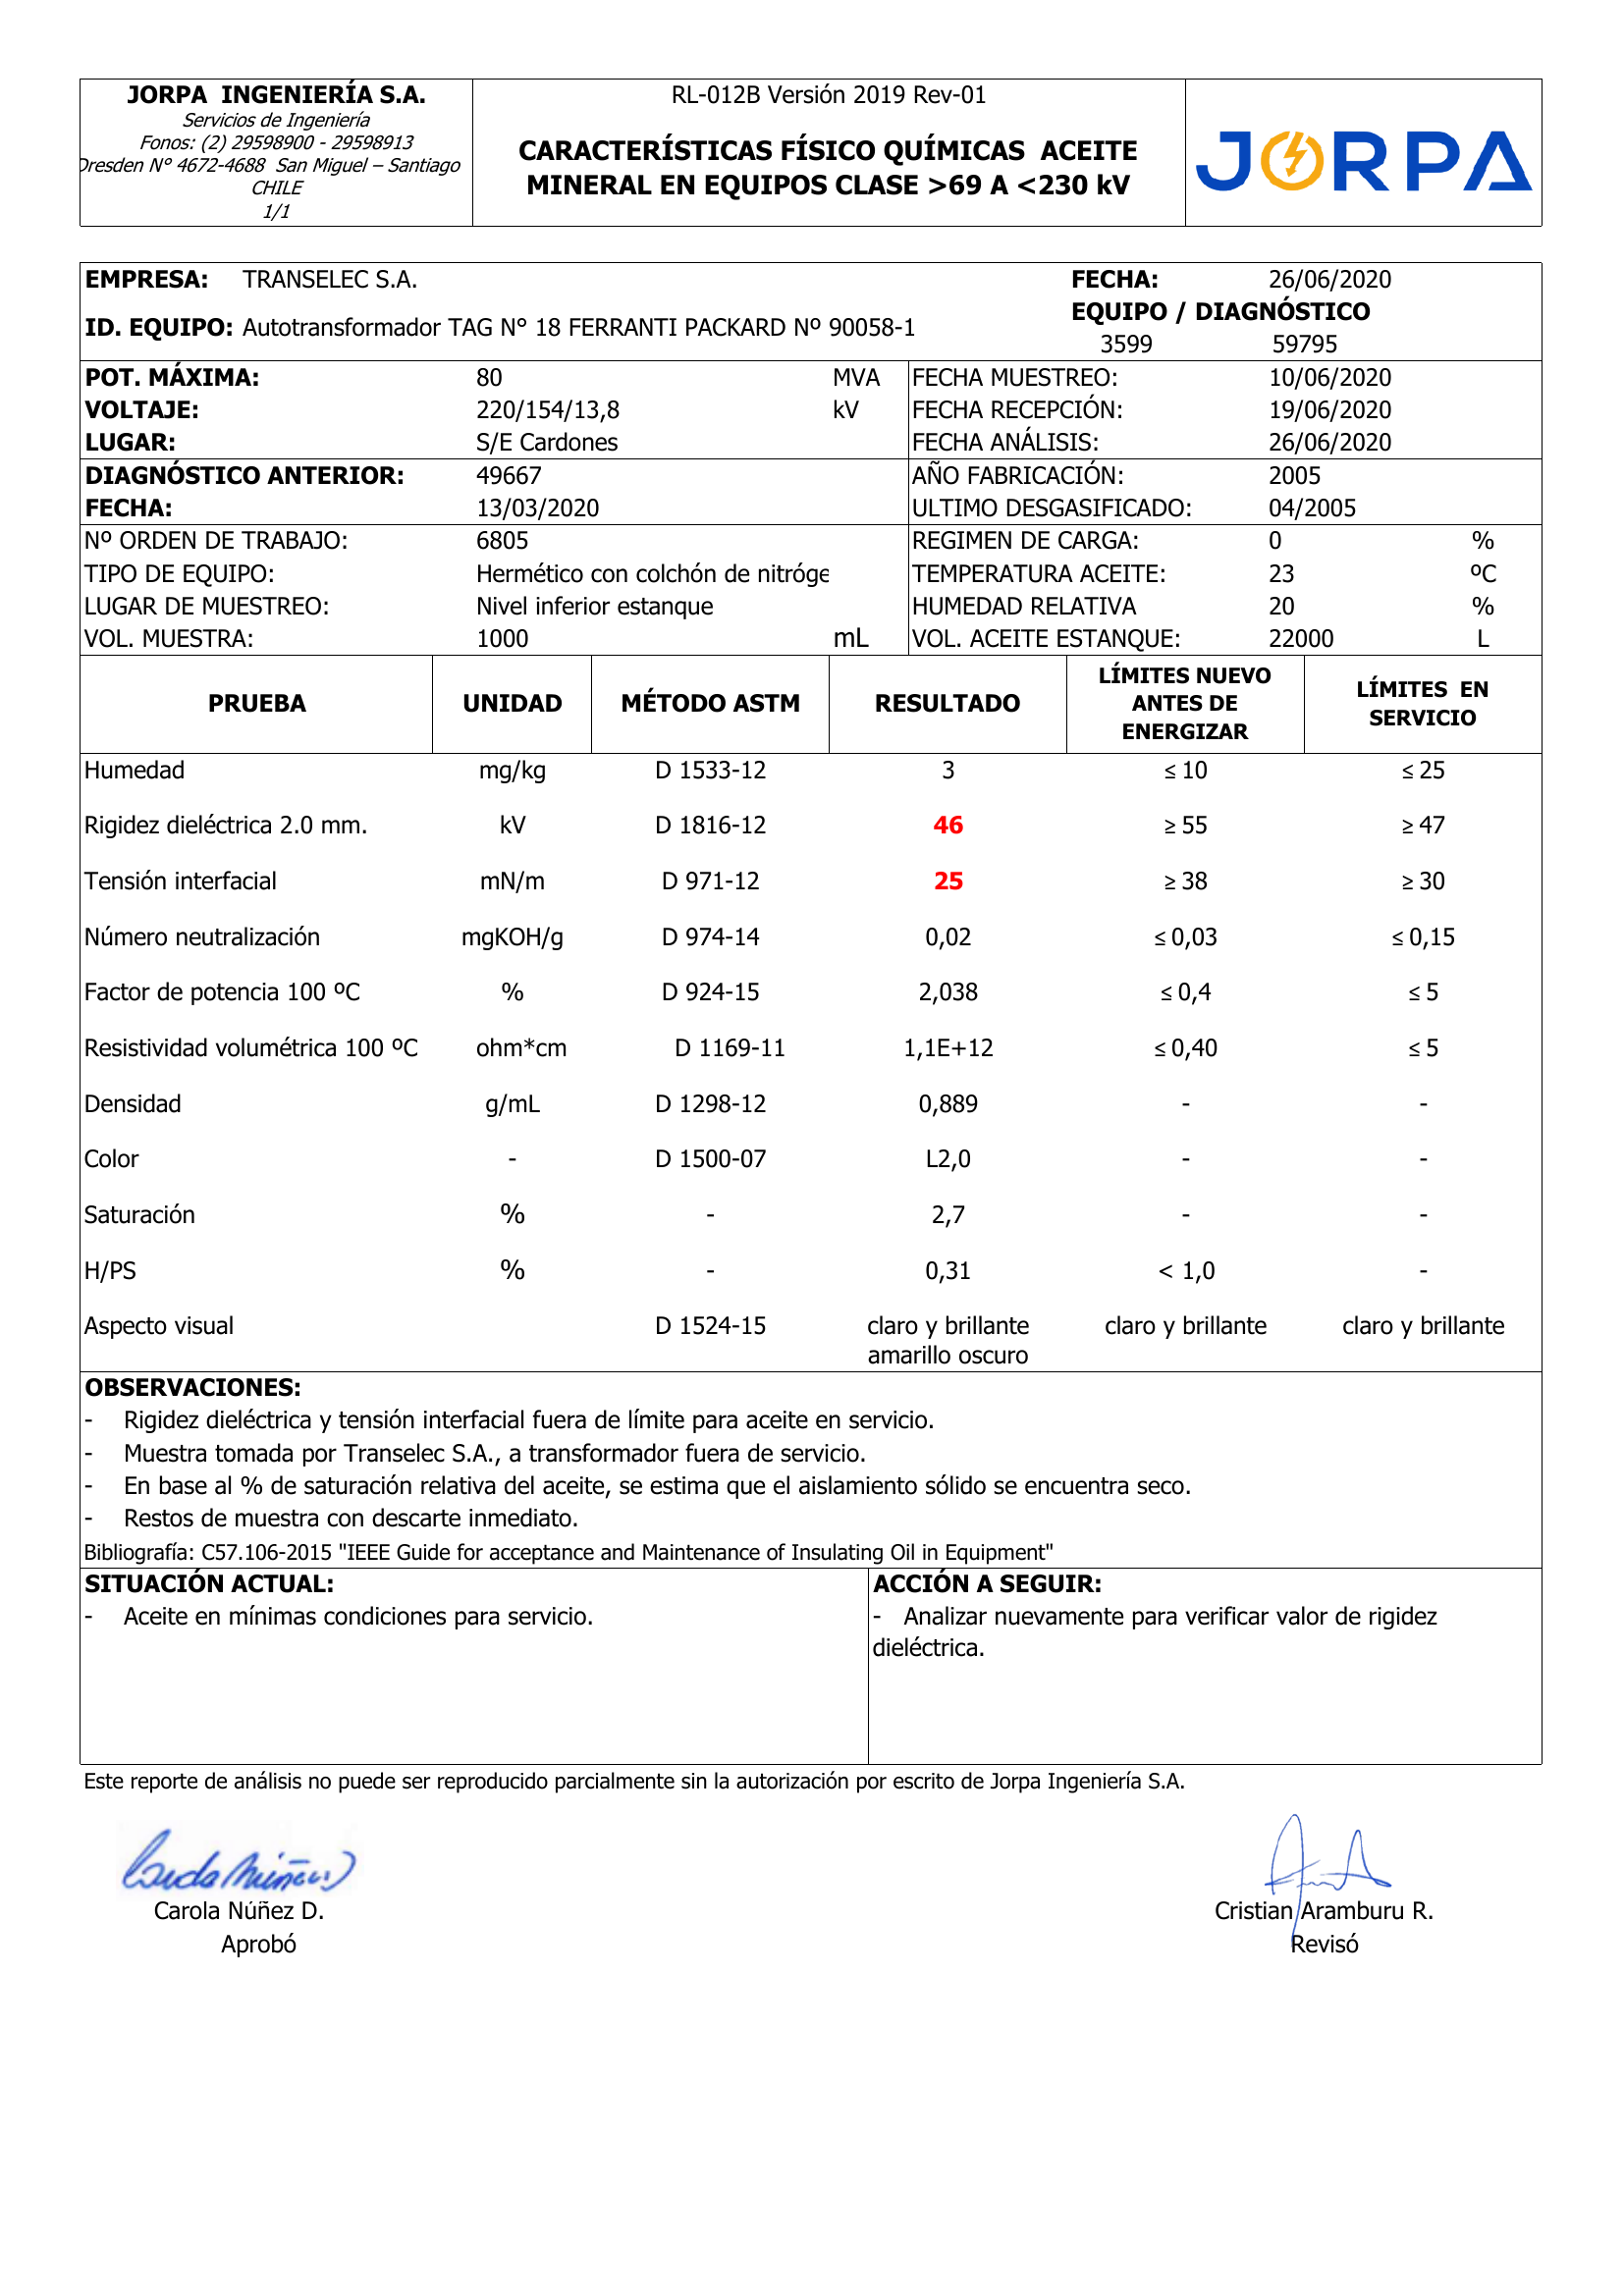 JORPA INGENIERÍA S.A.
Servicios de Ingeniería
Fonos: (2) 29598900 - 29598913
Dresden N° 4672-4688 San Miguel – Santiago
CHILE
1/1
RL-012B Versión 2019 Rev-01
CARACTERÍSTICAS FÍSICO QUÍMICAS ACEITE
MINERAL EN EQUIPOS CLASE >69 A <230 kV
JORPA
EMPRESA: TRANSELEC S.A. FECHA: 26/06/2020
EQUIPO / DIAGNÓSTICO
ID. EQUIPO: Autotransformador TAG N° 18 FERRANTI PACKARD Nº 90058-1
3599 59795
POT. MÁXIMA: 80 MVA FECHA MUESTREO: 10/06/2020
VOLTAJE: 220/154/13,8 kV FECHA RECEPCIÓN: 19/06/2020
LUGAR: S/E Cardones FECHA ANÁLISIS: 26/06/2020
DIAGNÓSTICO ANTERIOR: 49667 AÑO FABRICACIÓN: 2005
FECHA: 13/03/2020 ULTIMO DESGASIFICADO: 04/2005
Nº ORDEN DE TRABAJO: 6805 REGIMEN DE CARGA: 0 %
TIPO DE EQUIPO: Hermético con colchón de nitróge TEMPERATURA ACEITE: 23 ºC
LUGAR DE MUESTREO: Nivel inferior estanque HUMEDAD RELATIVA 20 %
VOL. MUESTRA: 1000 mL VOL. ACEITE ESTANQUE: 22000 L
PRUEBA UNIDAD MÉTODO ASTM RESULTADO LÍMITES NUEVO ANTES DE ENERGIZAR LÍMITES EN SERVICIO
Humedad mg/kg D 1533-12 3 ≤ 10 ≤ 25
Rigidez dieléctrica 2.0 mm. kV D 1816-12 46 ≥ 55 ≥ 47
Tensión interfacial mN/m D 971-12 25 ≥ 38 ≥ 30
Número neutralización mgKOH/g D 974-14 0,02 ≤ 0,03 ≤ 0,15
Factor de potencia 100 ºC % D 924-15 2,038 ≤ 0,4 ≤ 5
Resistividad volumétrica 100 ºC ohm*cm D 1169-11 1,1E+12 ≤ 0,40 ≤ 5
Densidad g/mL D 1298-12 0,889 - -
Color - D 1500-07 L2,0 - -
Saturación % - 2,7 - -
H/PS % - 0,31 < 1,0 -
Aspecto visual D 1524-15 claro y brillante claro y brillante claro y brillante
amarillo oscuro
OBSERVACIONES:
- Rigidez dieléctrica y tensión interfacial fuera de límite para aceite en servicio.
- Muestra tomada por Transelec S.A., a transformador fuera de servicio.
- En base al % de saturación relativa del aceite, se estima que el aislamiento sólido se encuentra seco.
- Restos de muestra con descarte inmediato.
Bibliografía: C57.106-2015 "IEEE Guide for acceptance and Maintenance of Insulating Oil in Equipment"
SITUACIÓN ACTUAL:
- Aceite en mínimas condiciones para servicio.
ACCIÓN A SEGUIR:
- Analizar nuevamente para verificar valor de rigidez
dieléctrica.
Este reporte de análisis no puede ser reproducido parcialmente sin la autorización por escrito de Jorpa Ingeniería S.A.
Carola Núñez D.
Aprobó
Cristian Aramburu R.
Revisó